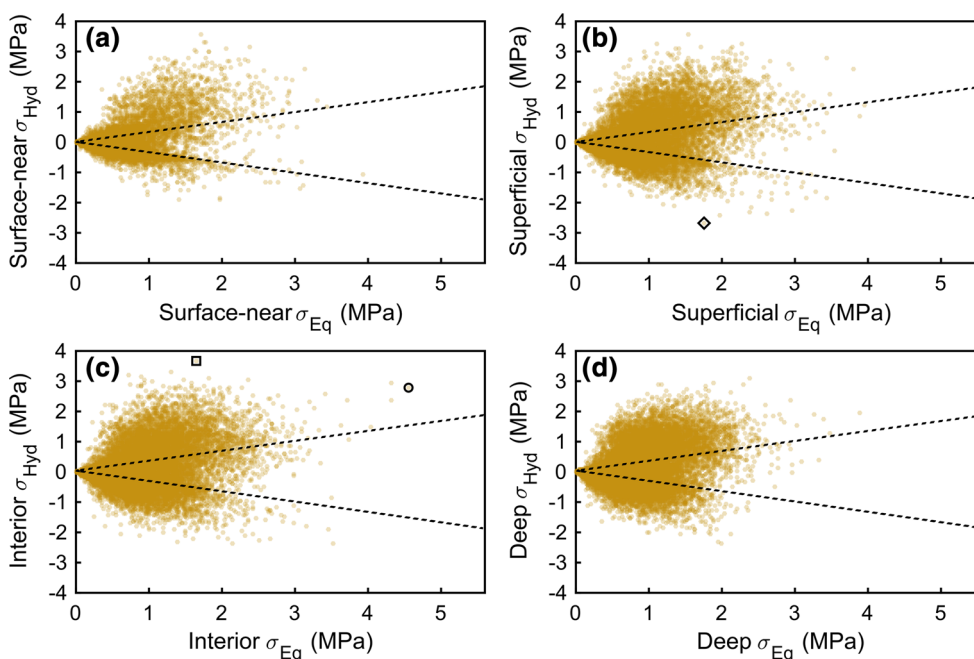 (a)
Surface-near σHyd (MPa)
4
3
2
1
0
-1
-2
-3
-4
0 1 2 3 4 5
Surface-near σEq (MPa)
(b)
Superficial σHyd (MPa)
4
3
2
1
0
-1
-2
-3
-4
0 1 2 3 4 5
Superficial σEq (MPa)
(c)
Interior σHyd (MPa)
4
3
2
1
0
-1
-2
-3
-4
0 1 2 3 4 5
Interior σEq (MPa)
(d)
Deep σHyd (MPa)
4
3
2
1
0
-1
-2
-3
-4
0 1 2 3 4 5
Deep σEq (MPa)